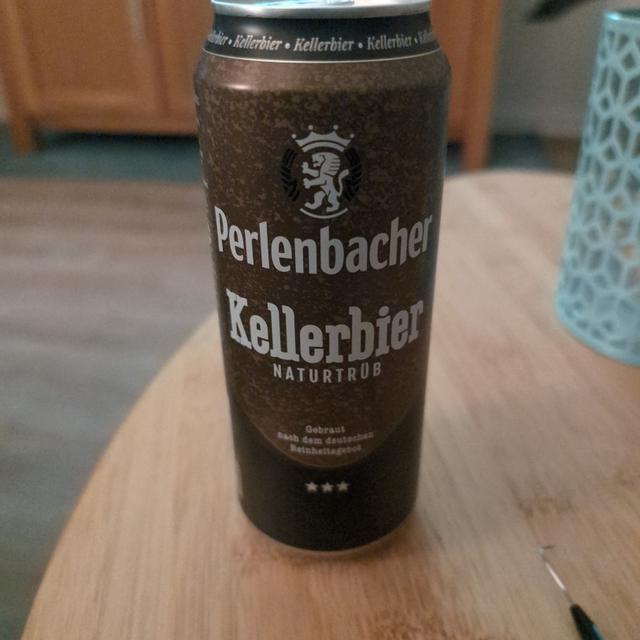 Kellerbier • Kellerbier • Kellerbier •
Perlenbacher
Kellerbier
NATURTRÜB
Gebraut
nach dem deutschen
Reinheitsgebot